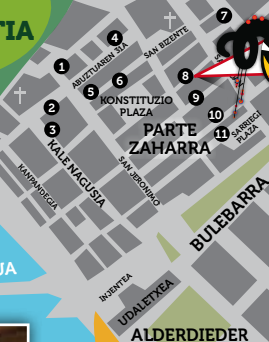 TIA
7
4
ABUZTUAREN 31A
SAN BIZENTE
1
5
6
8
KONSTITUZIO
PLAZA
9
2
3
10
11
PARTE
ZAHARRA
SARRIEGI
PLAZA
KALE NAGUSIA
SAN JERONIMO
KANPANDEGIA
BULEBARRA
UA
INJENTEA
UDALETXEA
ALDERDIEDER